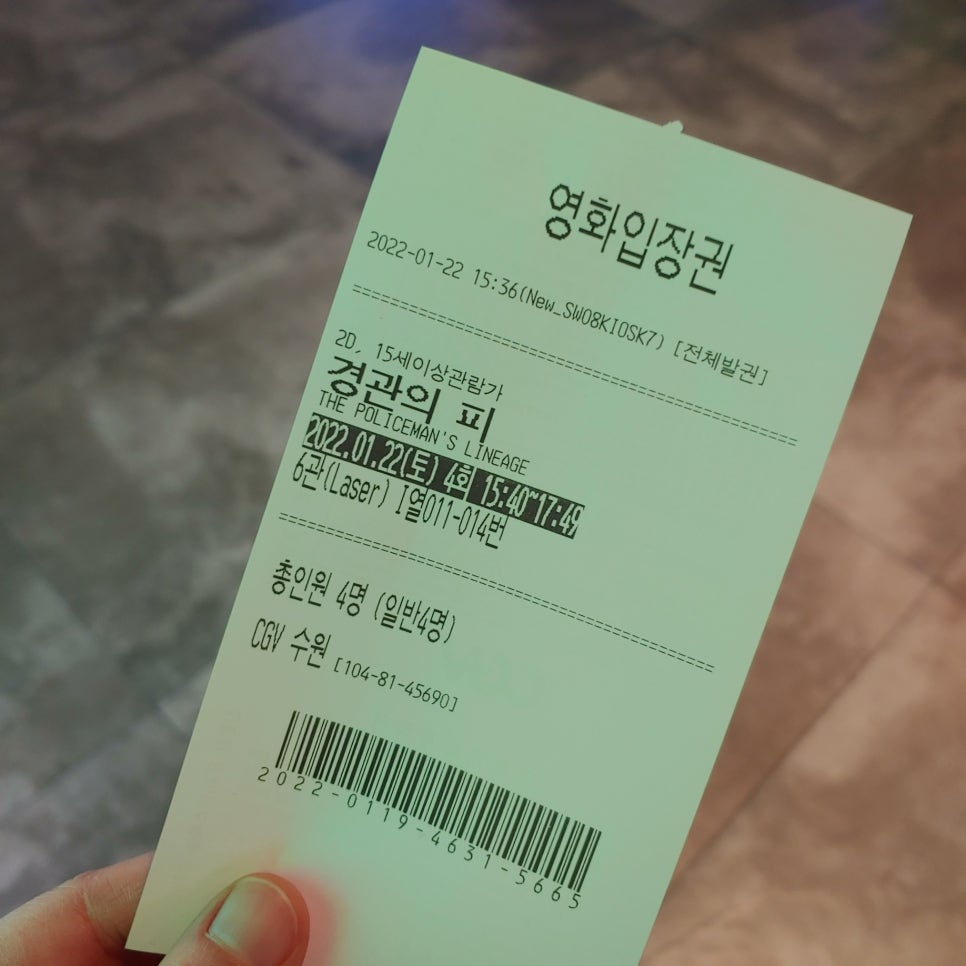 영화입장권
2022-01-22 15:36(New_SW08KIOSK7) [전체발권]
2D, 15세이상관람가
경관의 피
THE POLICEMAN'S LINEAGE
2022.01.22(토) 4회 15:40~17:49
6관(Laser) I열011-014번
총인원 4명 (일반4명)
CGV 수원 [104-81-45690]
2022-0119-4631-5665